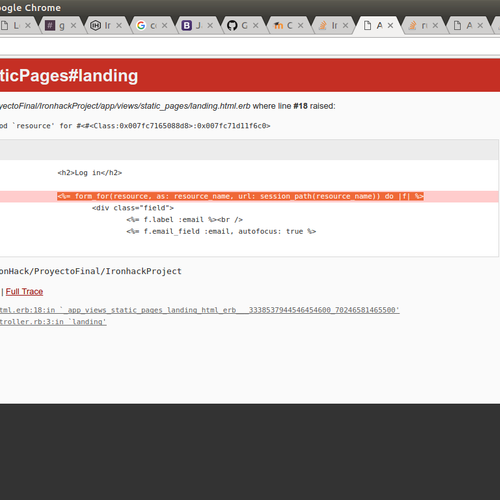 ogle Chrome
L
g
Ir
c
J
G
C
Ir
A
n
A
ticPages#landing
yectoFinal/IronhackProject/app/views/static_pages/landing.html.erb where line #18 raised:
od `resource' for #<#<Class:0x007fc7165088d8>:0x007fc71d11f6c0>
<h2>Log in</h2>
<%= form_for(resource, as: resource_name, url: session_path(resource_name)) do |f| %>
<div class="field">
<%= f.label :email %><br />
<%= f.email_field :email, autofocus: true %>
onHack/ProyectoFinal/IronhackProject
| Full Trace
tml.erb:18:in `_app_views_static_pages_landing_html_erb___3338537944546454600_70246581465500'
troller.rb:3:in `landing'